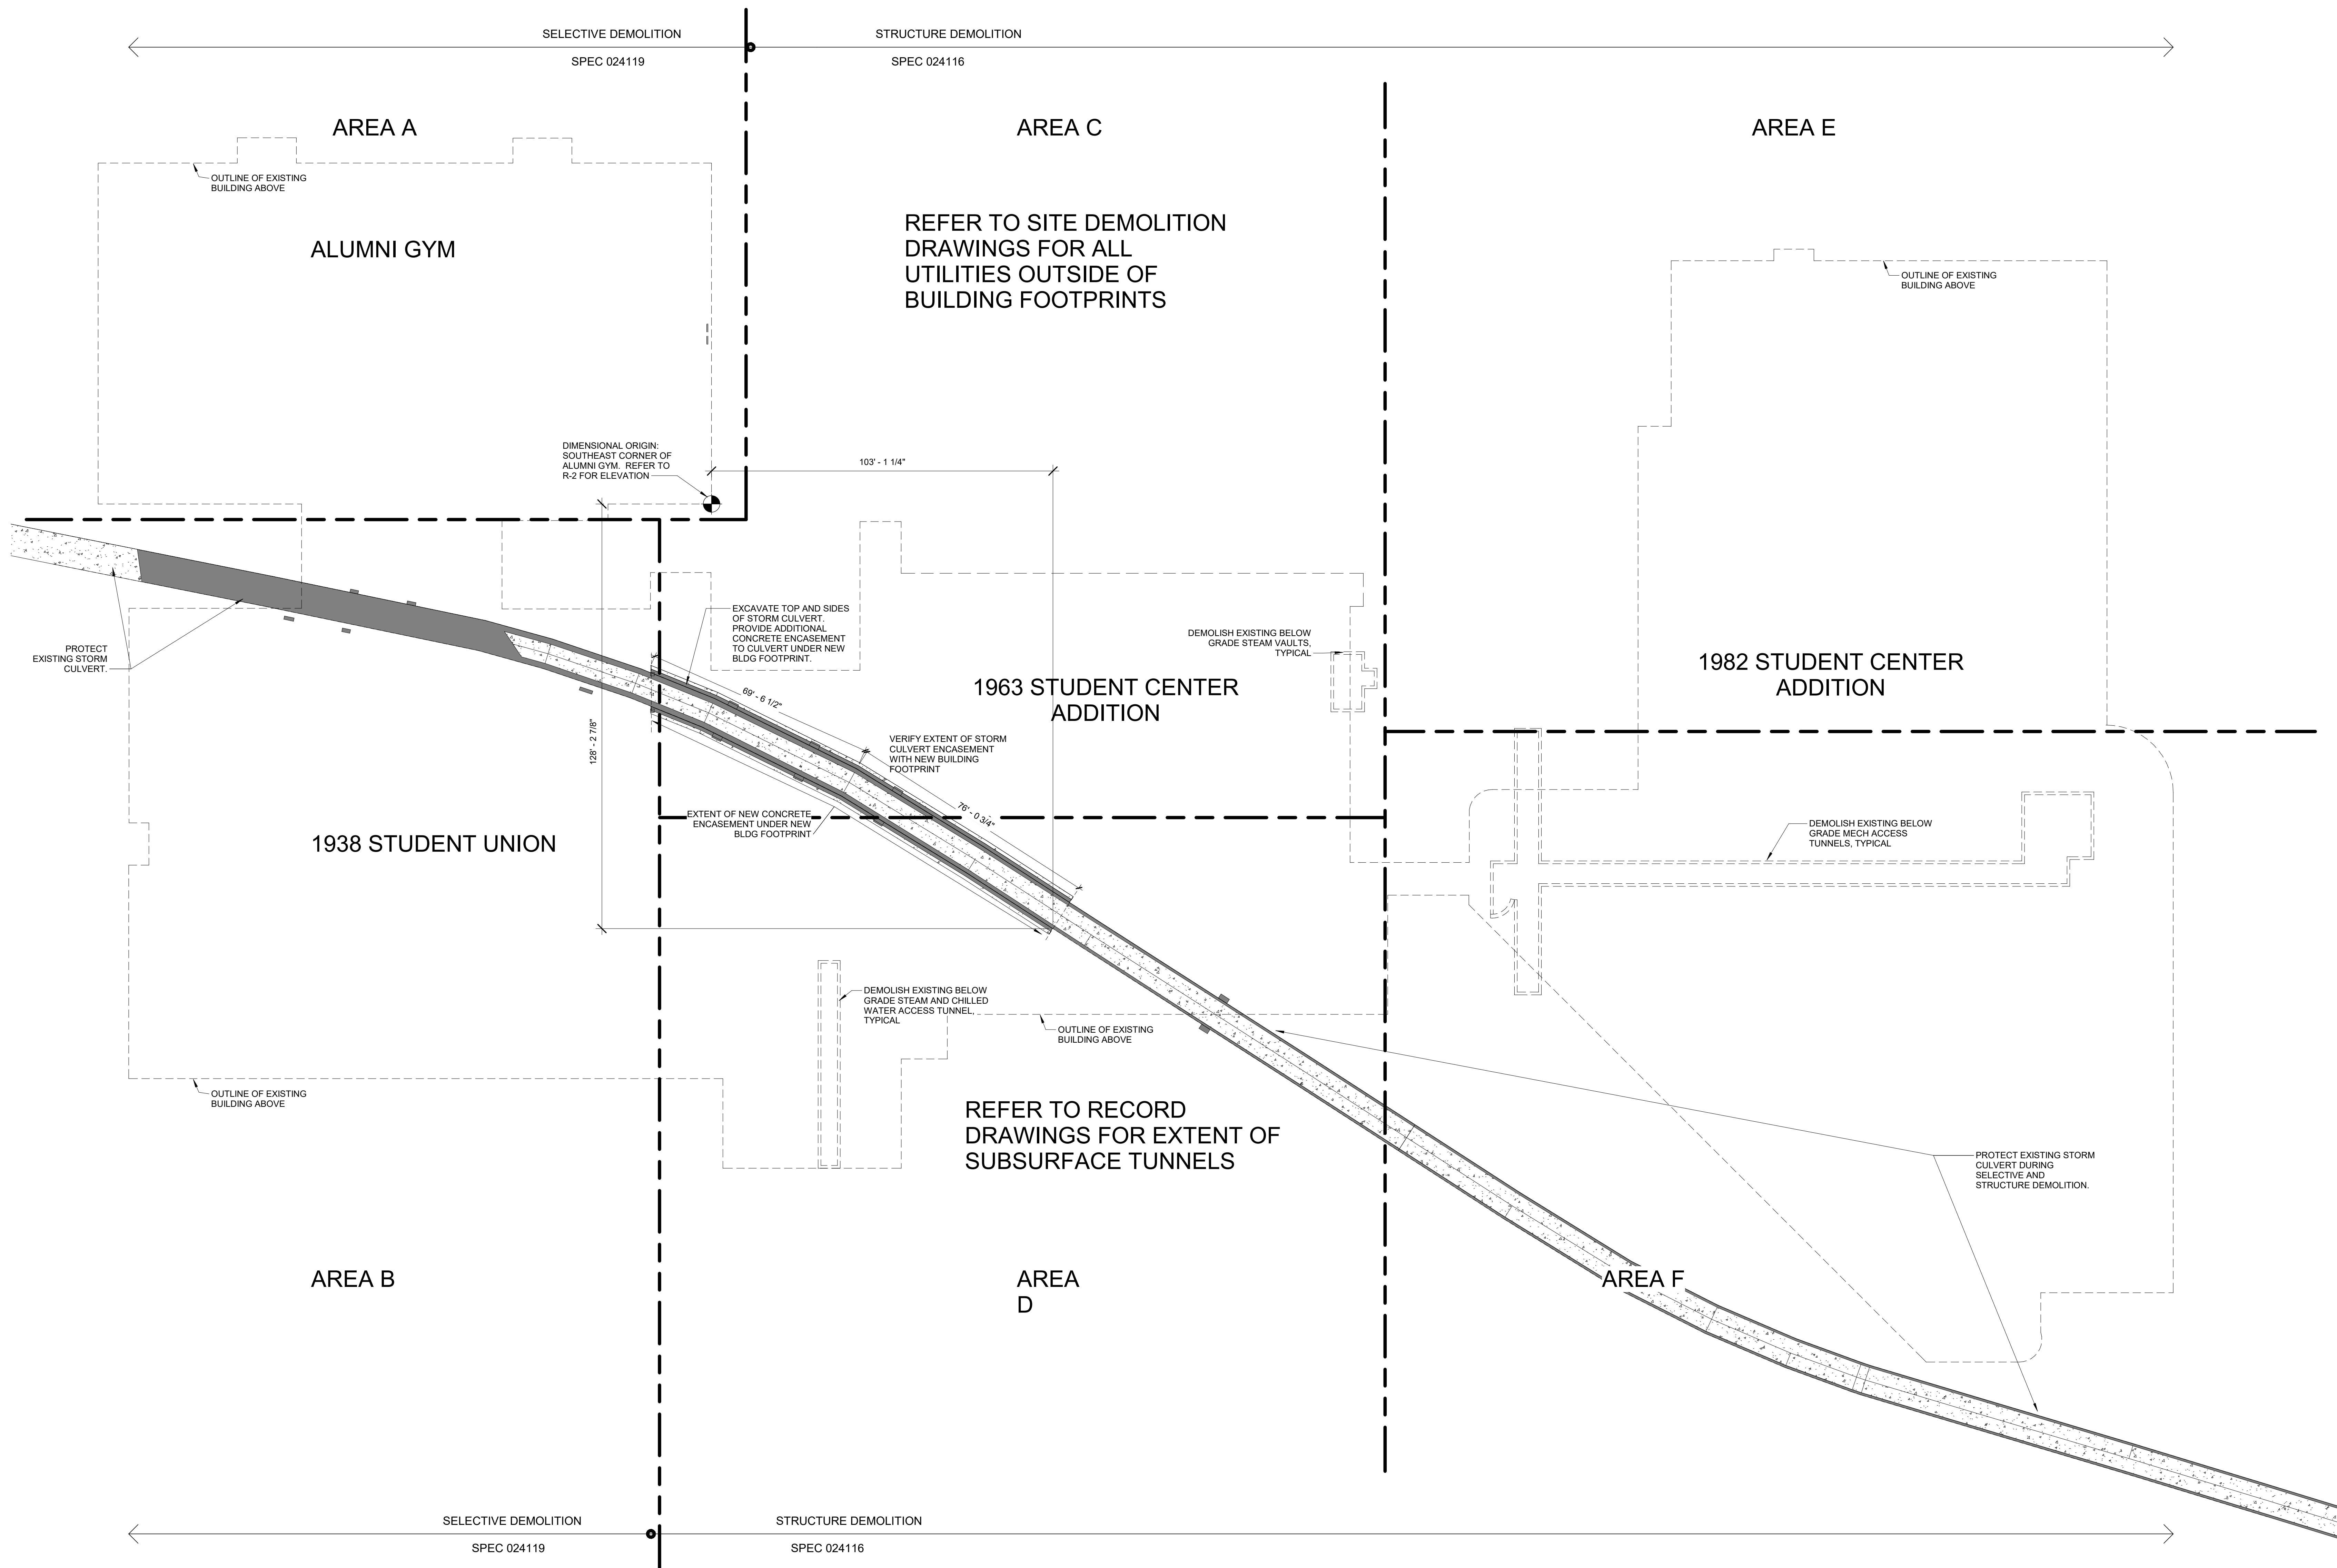 SELECTIVE DEMOLITION
STRUCTURE DEMOLITION
SPEC 024119
SPEC 024116
AREA A
AREA C
AREA E
OUTLINE OF EXISTING
BUILDING ABOVE
ALUMNI GYM
REFER TO SITE DEMOLITION
DRAWINGS FOR ALL
UTILITIES OUTSIDE OF
BUILDING FOOTPRINTS
OUTLINE OF EXISTING
BUILDING ABOVE
DIMENSIONAL ORIGIN:
SOUTHEAST CORNER OF
ALUMNI GYM. REFER TO
R-2 FOR ELEVATION
103' - 1 1/4"
EXCAVATE TOP AND SIDES
OF STORM CULVERT.
PROVIDE ADDITIONAL
CONCRETE ENCASEMENT
TO CULVERT UNDER NEW
BLDG FOOTPRINT.
DEMOLISH EXISTING BELOW
GRADE STEAM VAULTS,
TYPICAL
PROTECT
EXISTING STORM
CULVERT.
1963 STUDENT CENTER
ADDITION
1982 STUDENT CENTER
ADDITION
69' - 6 1/2"
128' - 2 7/8"
VERIFY EXTENT OF STORM
CULVERT ENCASEMENT
WITH NEW BUILDING
FOOTPRINT
76' - 0 3/4"
EXTENT OF NEW CONCRETE
ENCASEMENT UNDER NEW
BLDG FOOTPRINT
1938 STUDENT UNION
DEMOLISH EXISTING BELOW
GRADE MECH ACCESS
TUNNELS, TYPICAL
DEMOLISH EXISTING BELOW
GRADE STEAM AND CHILLED
WATER ACCESS TUNNEL,
TYPICAL
OUTLINE OF EXISTING
BUILDING ABOVE
OUTLINE OF EXISTING
BUILDING ABOVE
REFER TO RECORD
DRAWINGS FOR EXTENT OF
SUBSURFACE TUNNELS
PROTECT EXISTING STORM
CULVERT DURING
SELECTIVE AND
STRUCTURE DEMOLITION.
AREA B
AREA
D
AREA F
SELECTIVE DEMOLITION
STRUCTURE DEMOLITION
SPEC 024119
SPEC 024116